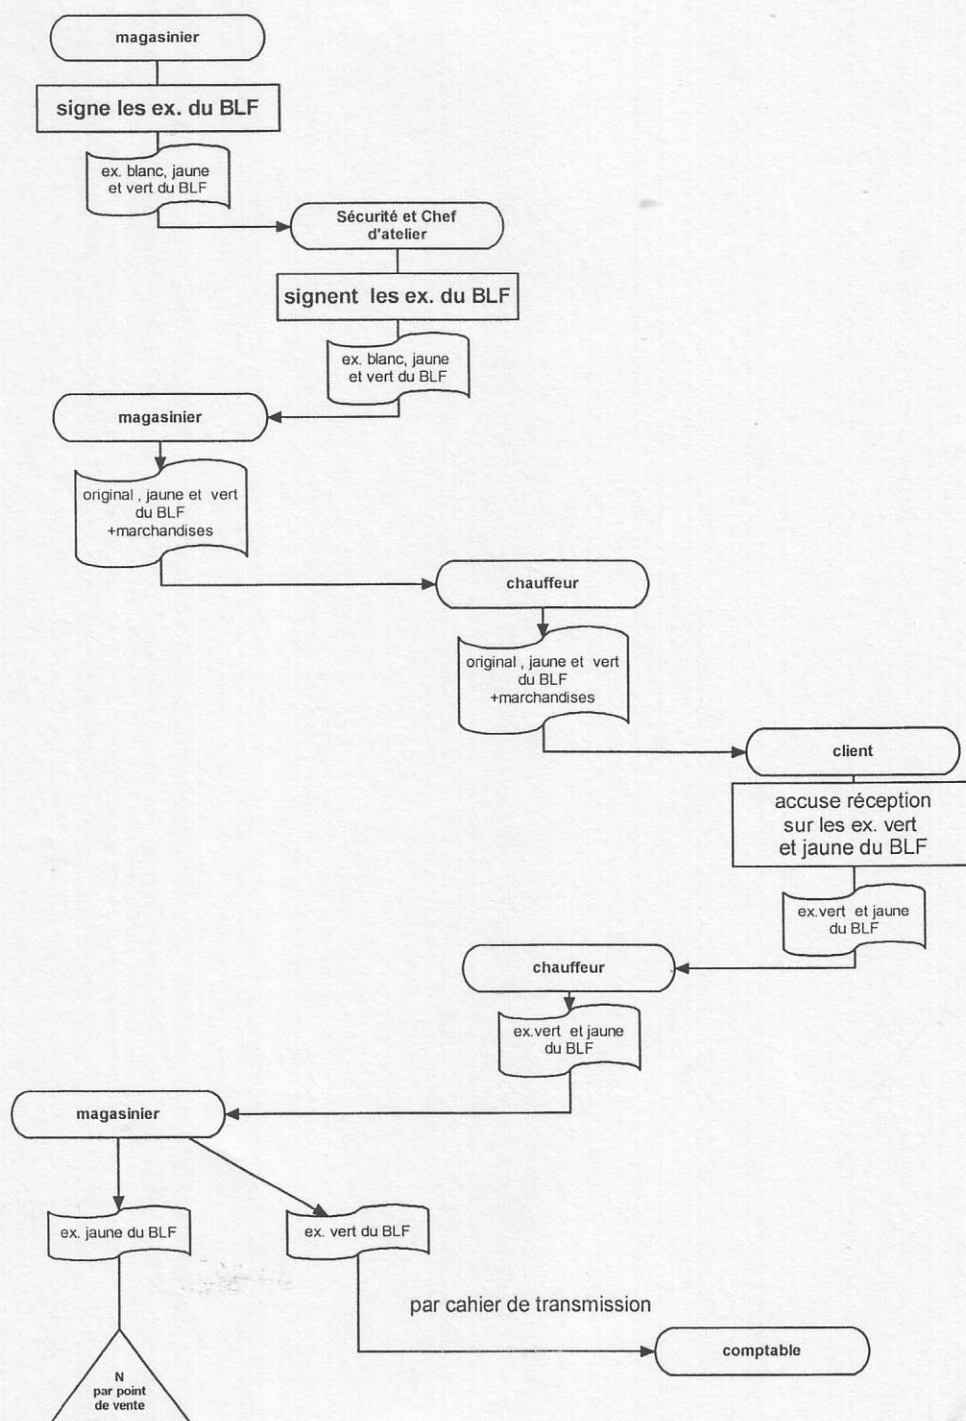 magasinier
signe les ex. du BLF
ex. blanc, jaune
et vert du BLF
Sécurité et Chef
d'atelier
signent les ex. du BLF
ex. blanc, jaune
et vert du BLF
magasinier
original , jaune et vert
du BLF
+marchandises
chauffeur
original , jaune et vert
du BLF
+marchandises
client
accuse réception
sur les ex. vert
et jaune du BLF
ex.vert et jaune
du BLF
chauffeur
ex.vert et jaune
du BLF
magasinier
ex. jaune du BLF
ex. vert du BLF
par cahier de transmission
comptable
N
par point
de vente